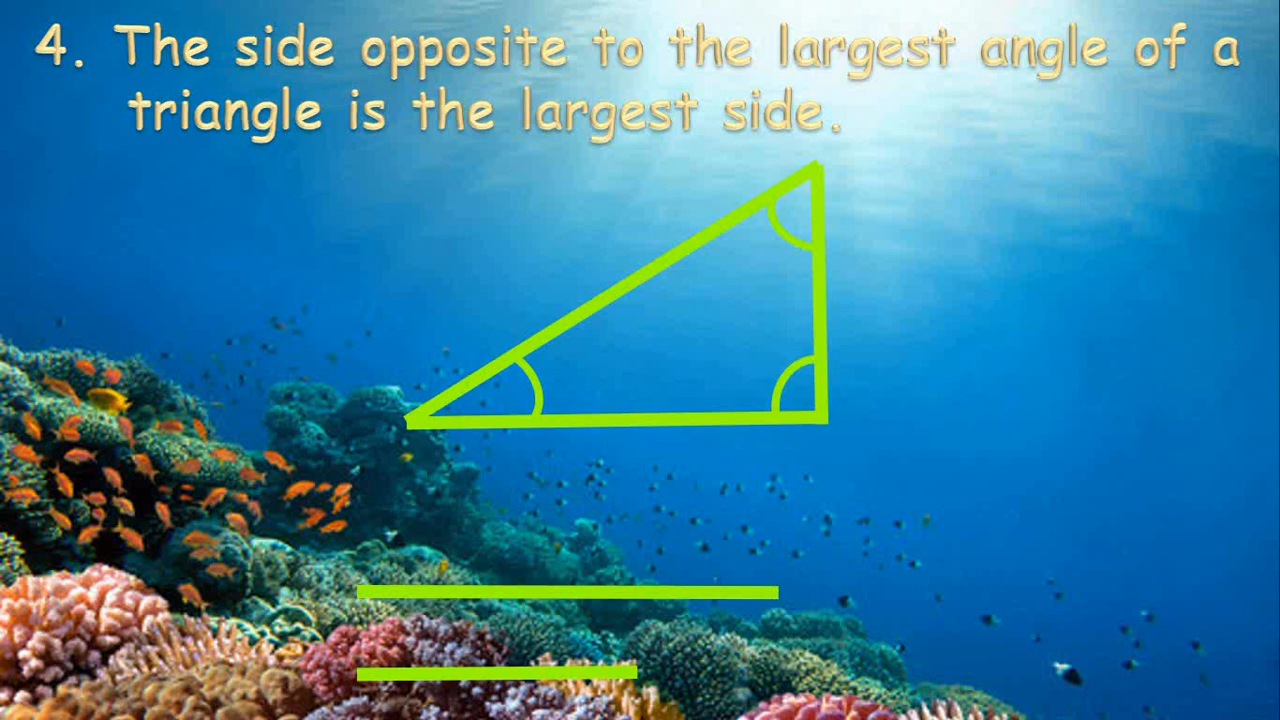 4. The side opposite to the largest angle of a
triangle is the largest side.